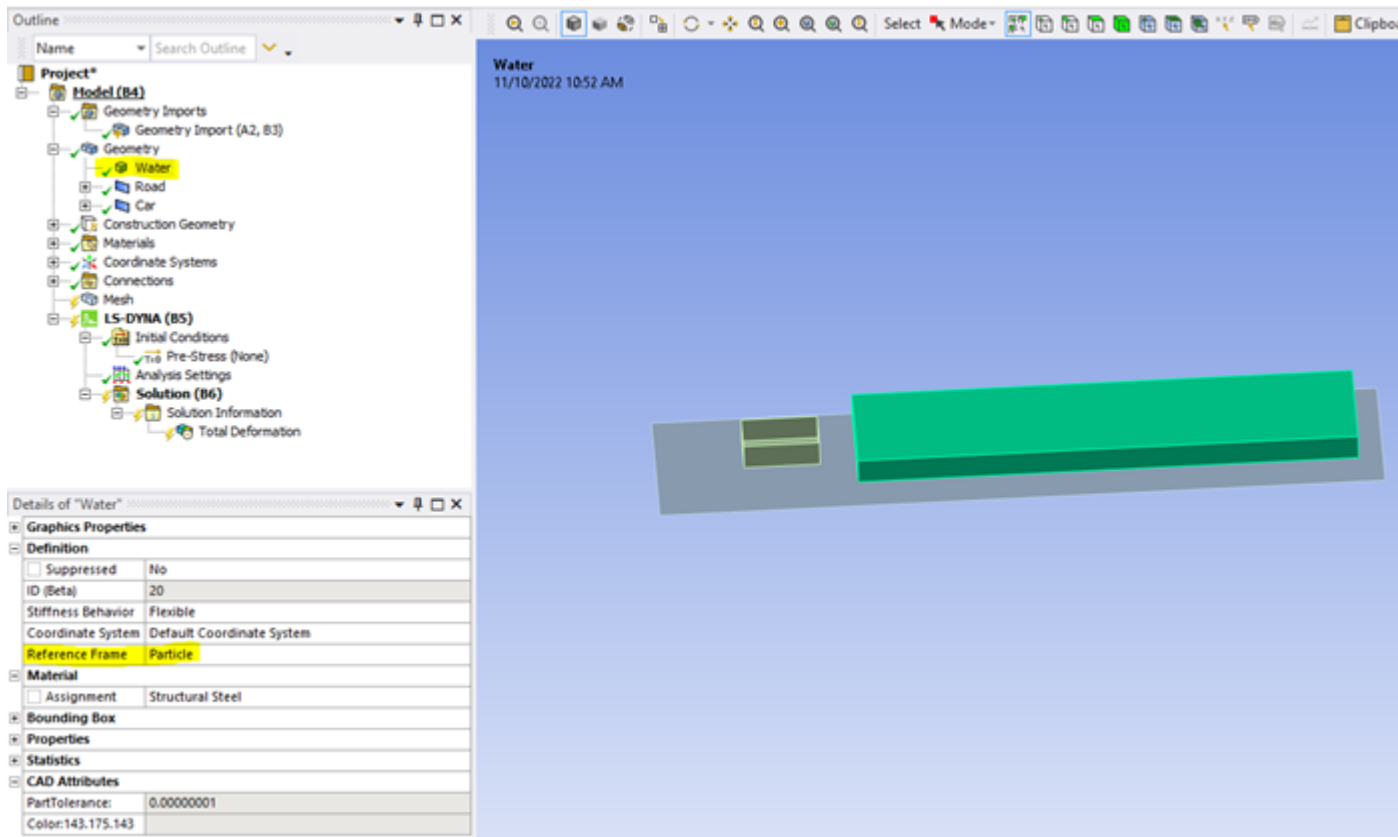 Outline
Name Search Outline
Project*
Model (B4)
Geometry Imports
Geometry Import (A2, B3)
Geometry
Water
Road
Car
Construction Geometry
Materials
Coordinate Systems
Connections
Mesh
LS-DYNA (B5)
Initial Conditions
Pre-Stress (None)
Analysis Settings
Solution (B6)
Solution Information
Total Deformation
Details of "Water"
Graphics Properties
Definition
Suppressed No
ID (Beta) 20
Stiffness Behavior Flexible
Coordinate System Default Coordinate System
Reference Frame Particle
Material
Assignment Structural Steel
Bounding Box
Properties
Statistics
CAD Attributes
PartTolerance: 0.00000001
Color:143.175.143
Select Mode Clipboa
Water
11/10/2022 10:52 AM